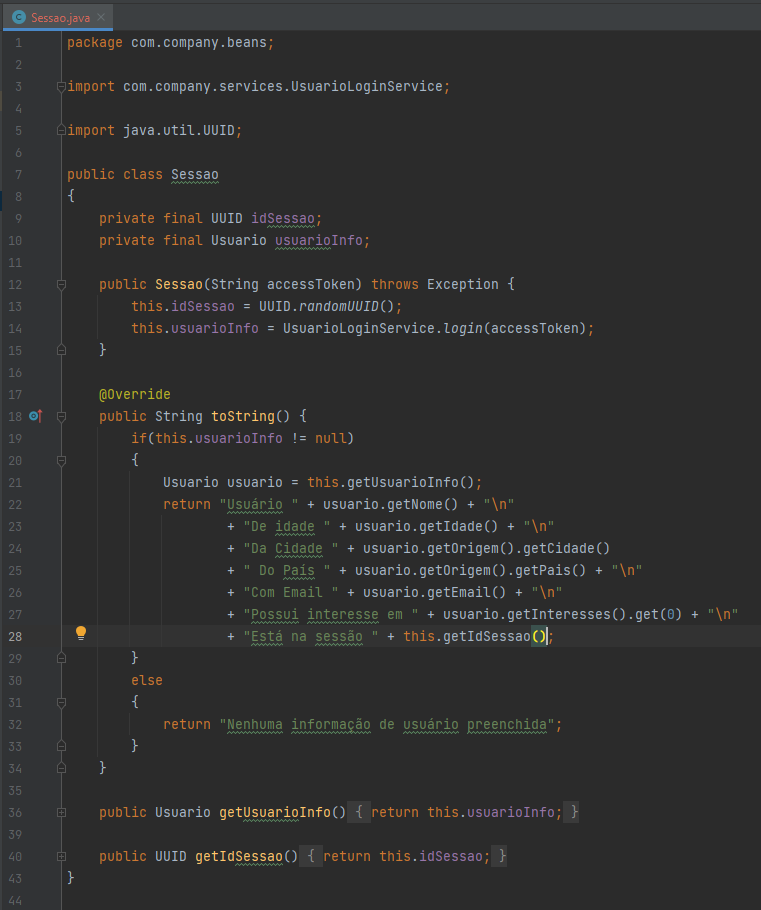 Sessao.java
1 package com.company.beans;
2
3 import com.company.services.UsuarioLoginService;
4
5 import java.util.UUID;
6
7 public class Sessao
8 {
9     private final UUID idSessao;
10     private final Usuario usuarioInfo;
11
12     public Sessao(String accessToken) throws Exception {
13         this.idSessao = UUID.randomUUID();
14         this.usuarioInfo = UsuarioLoginService.login(accessToken);
15     }
16
17     @Override
18     public String toString() {
19         if(this.usuarioInfo != null)
20         {
21             Usuario usuario = this.getUsuarioInfo();
22             return "Usuário " + usuario.getNome() + "\n"
23                     + "De idade " + usuario.getIdade() + "\n"
24                     + "Da Cidade " + usuario.getOrigem().getCidade()
25                     + " Do País " + usuario.getOrigem().getPais() + "\n"
26                     + "Com Email " + usuario.getEmail() + "\n"
27                     + "Possui interesse em " + usuario.getInteresses().get(0) + "\n"
28                     + "Está na sessão " + this.getIdSessao();
29         }
30         else
31         {
32             return "Nenhuma informação de usuário preenchida";
33         }
34     }
35
36     public Usuario getUsuarioInfo() { return this.usuarioInfo; }
39
40     public UUID getIdSessao() { return this.idSessao; }
43 }
44